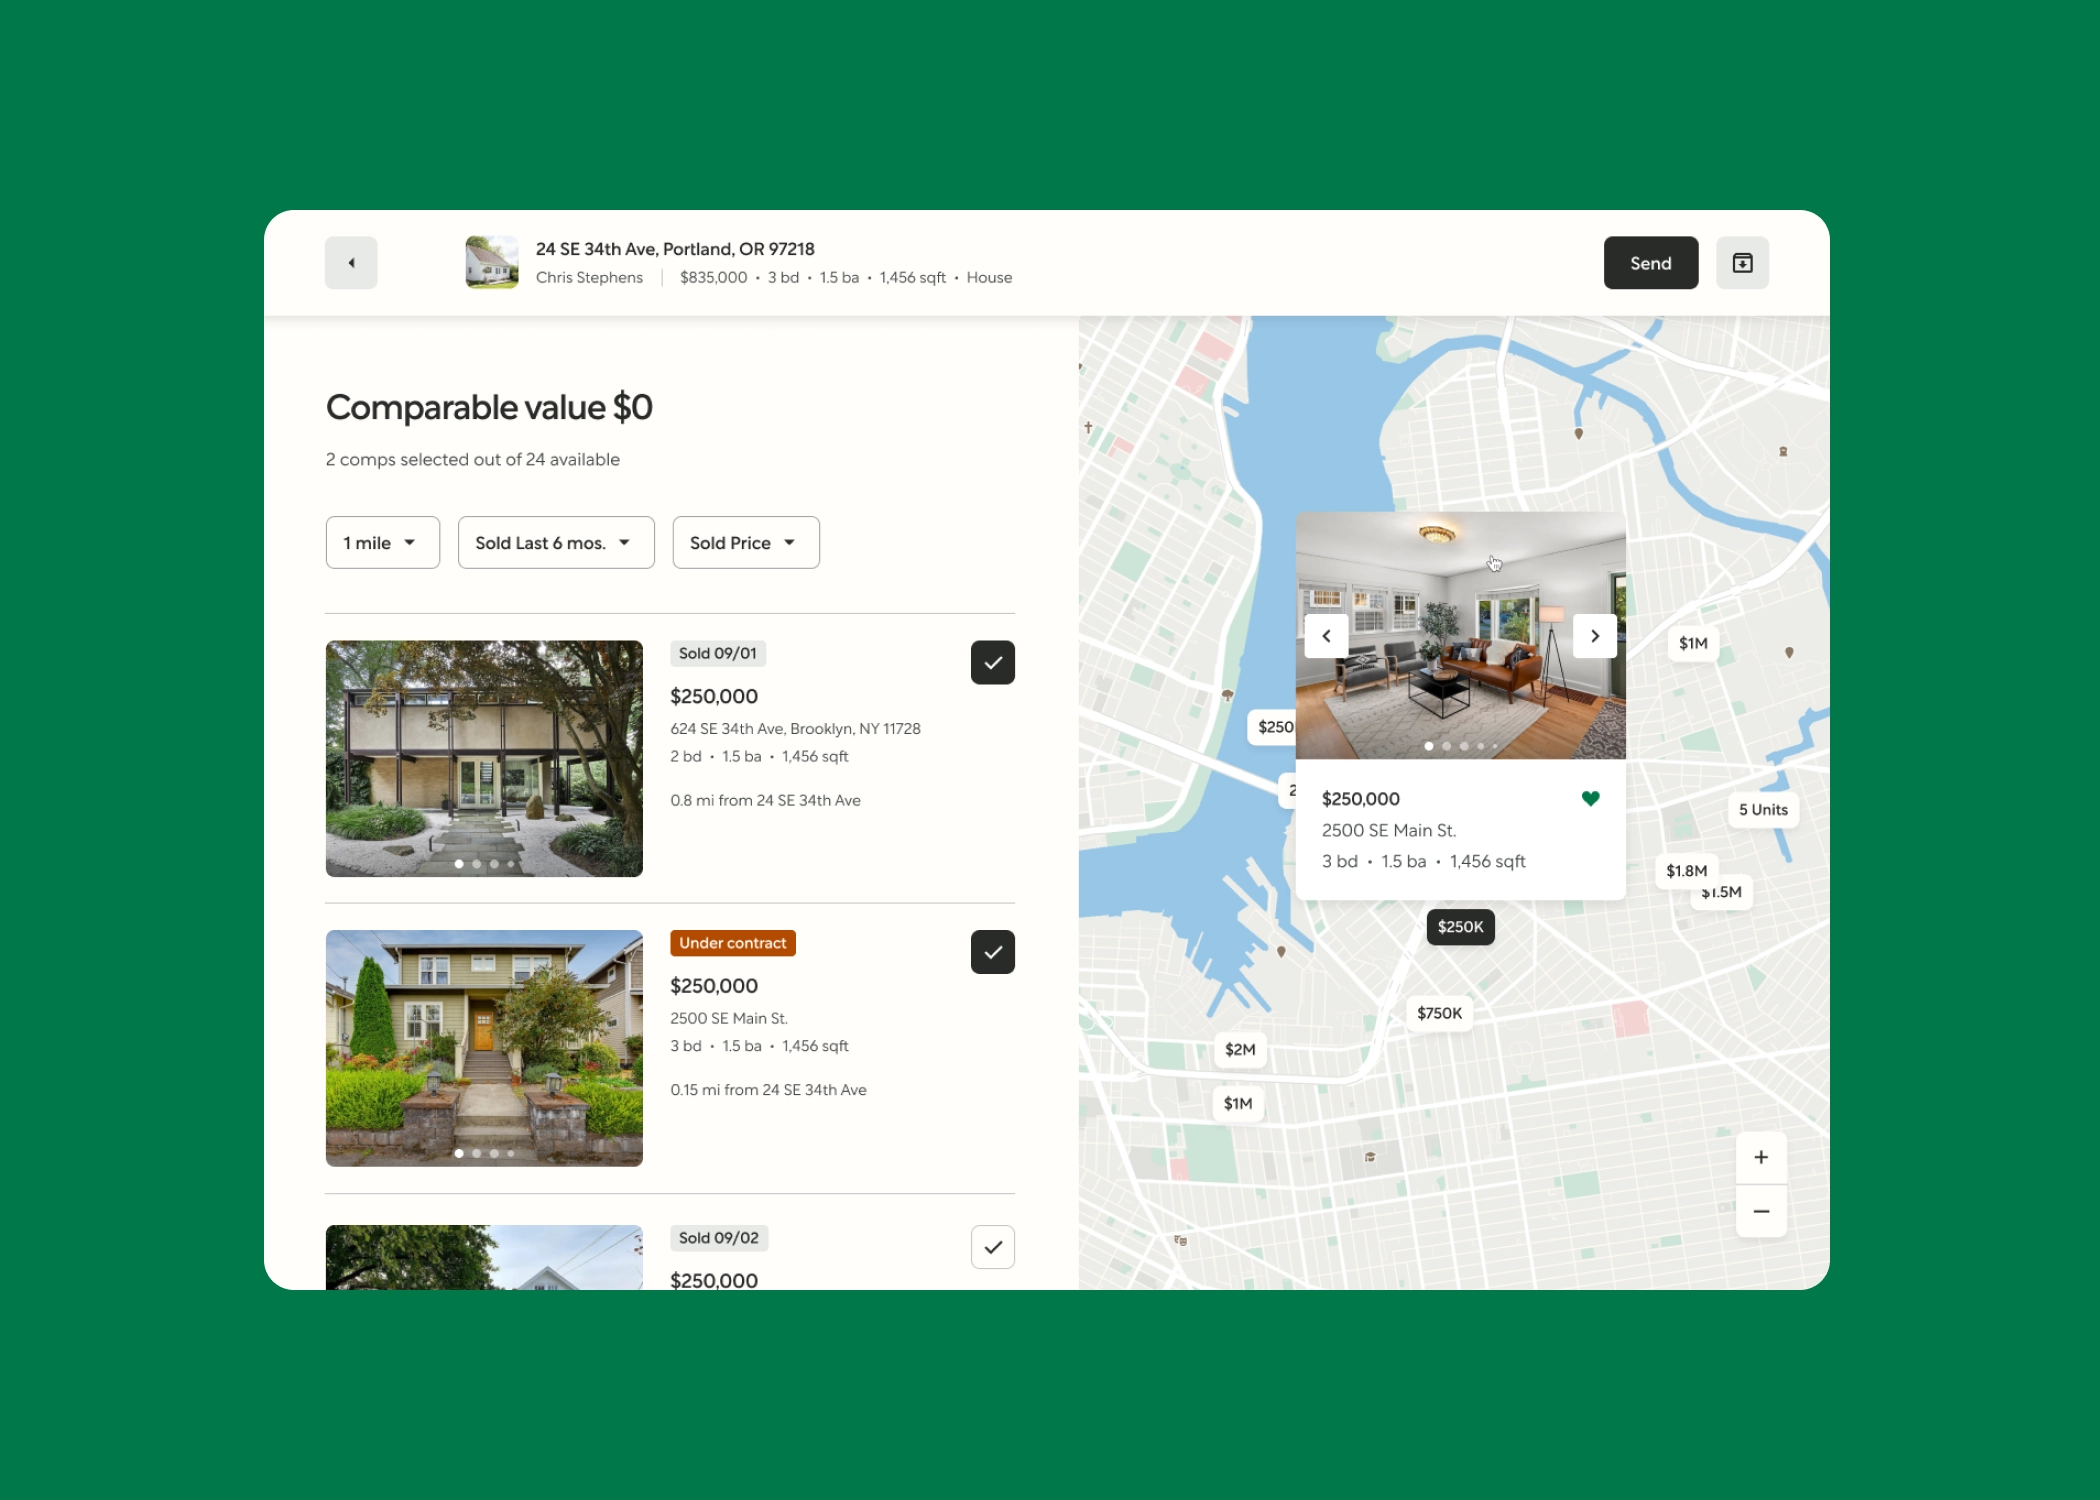 24 SE 34th Ave, Portland, OR 97218
Chris Stephens | $835,000 • 3 bd • 1.5 ba • 1,456 sqft • House
Send
Comparable value $0
2 comps selected out of 24 available
1 mile
Sold Last 6 mos.
Sold Price
Sold 09/01
$250,000
624 SE 34th Ave, Brooklyn, NY 11728
2 bd • 1.5 ba • 1,456 sqft
0.8 mi from 24 SE 34th Ave
Under contract
$250,000
2500 SE Main St.
3 bd • 1.5 ba • 1,456 sqft
0.15 mi from 24 SE 34th Ave
Sold 09/02
$250,000
$1M
$250
2
$250,000
2500 SE Main St.
3 bd • 1.5 ba • 1,456 sqft
5 Units
$1.8M
$1.5M
$250K
$750K
$2M
$1M